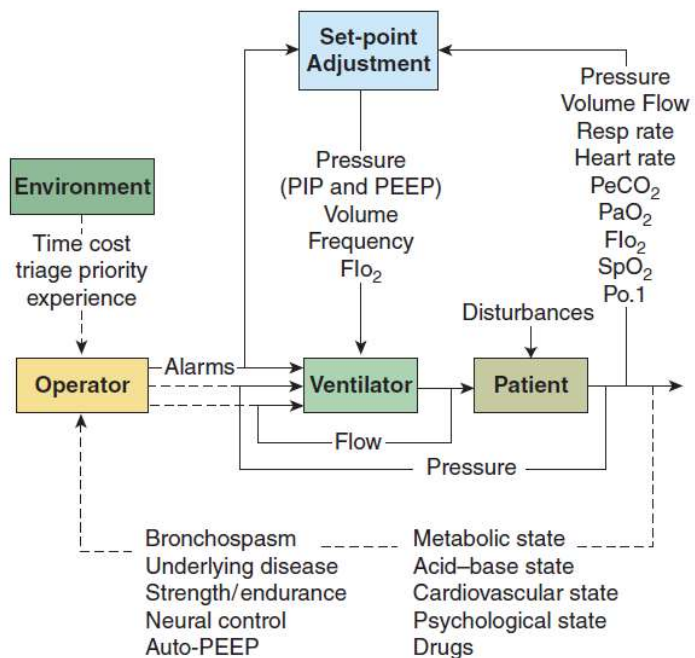 Set-point
Adjustment
Pressure
Volume Flow
Resp rate
Heart rate
PeCO₂
PaO₂
FIo₂
SpO₂
Po.1
Environment
Pressure
(PIP and PEEP)
Volume
Frequency
FIo₂
Time cost
triage priority
experience
Disturbances
Operator
Alarms
Ventilator
Patient
Flow
Pressure
Bronchospasm
Underlying disease
Strength/endurance
Neural control
Auto-PEEP
Metabolic state
Acid–base state
Cardiovascular state
Psychological state
Drugs